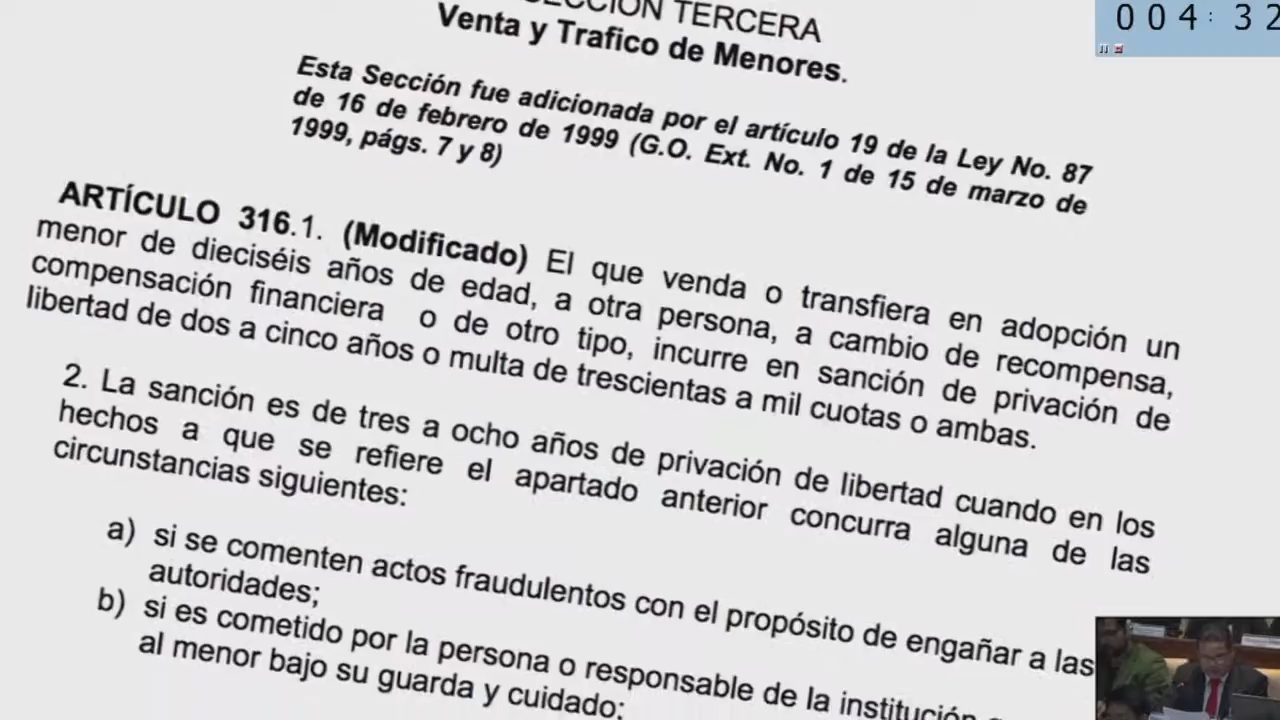 SECCIÓN TERCERA
Venta y Trafico de Menores.
Esta Sección fue adicionada por el artículo 19 de la Ley No. 87
de 16 de febrero de 1999 (G.O. Ext. No. 1 de 15 de marzo de
1999, págs. 7 y 8)
ARTÍCULO 316.1. (Modificado) El que venda o transfiera en adopción un
menor de dieciséis años de edad, a otra persona, a cambio de recompensa,
compensación financiera o de otro tipo, incurre en sanción de privación de
libertad de dos a cinco años o multa de trescientas a mil cuotas o ambas.
2. La sanción es de tres a ocho años de privación de libertad cuando en los
hechos a que se refiere el apartado anterior concurra alguna de las
circunstancias siguientes:
a) si se comenten actos fraudulentos con el propósito de engañar a las
autoridades;
b) si es cometido por la persona o responsable de la institución
al menor bajo su guarda y cuidado;
004:32